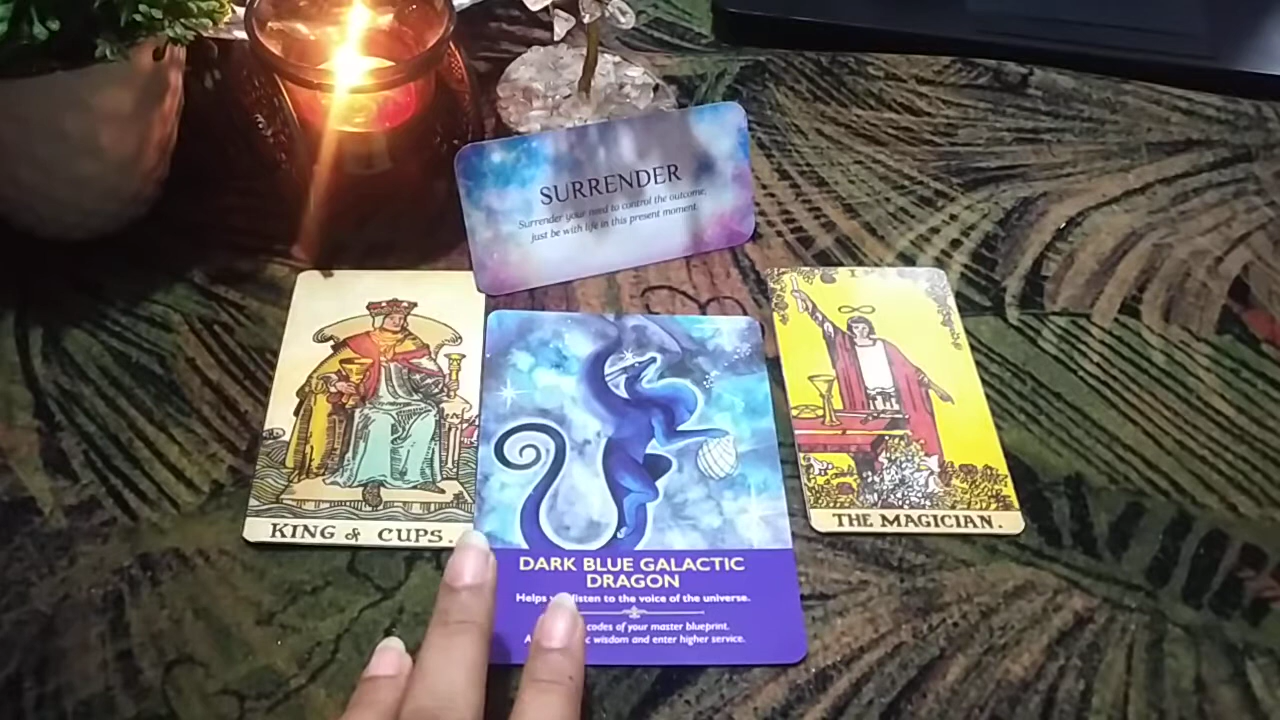 SURRENDER
Surrender your need to control the outcome,
just be with life in this present moment.
KING of CUPS.
I
THE MAGICIAN.
DARK BLUE GALACTIC
DRAGON
Helps listen to the voice of the universe.
codes of your master blueprint.
wisdom and enter higher service.